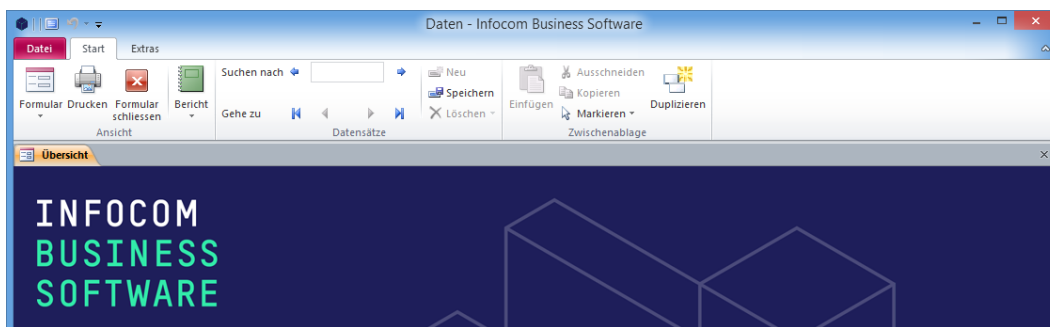 Daten - Infocom Business Software
Datei Start Extras
Formular Drucken Formular schliessen Bericht
Ansicht
Suchen nach
Gehe zu
Datensätze
Neu
Speichern
Löschen
Einfügen
Ausschneiden
Kopieren
Markieren
Duplizieren
Zwischenablage
Übersicht
INFOCOM
BUSINESS
SOFTWARE